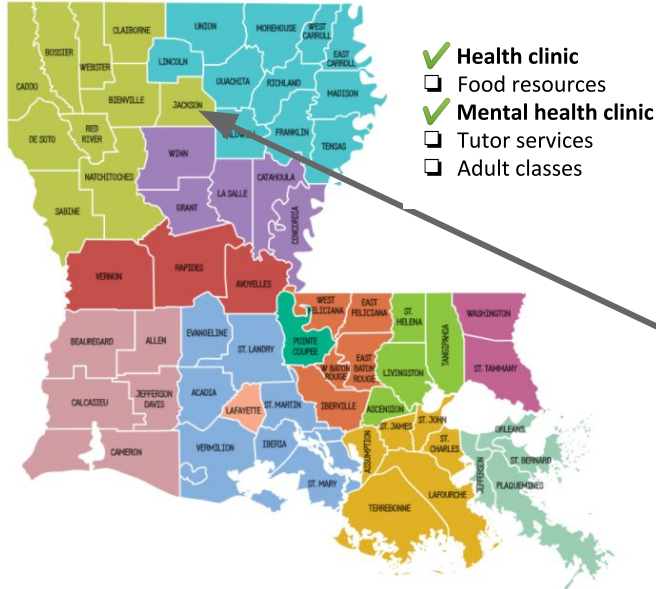 ✔ Health clinic
❏ Food resources
✔ Mental health clinic
❏ Tutor services
❏ Adult classes
CLAIBORNE
UNION
MOREHOUSE
WEST
CARROLL
BOSSIER
WEBSTER
LINCOLN
EAST
CARROLL
CADDO
OUACHITA
RICHLAND
MADISON
BIENVILLE
JACKSON
DE SOTO
RED
RIVER
WINN
FRANKLIN
TENSAS
NATCHITOCHES
CATAHOULA
LA SALLE
SABINE
GRANT
CONCORDIA
VERNON
RAPIDES
AVOYELLES
WEST
FELICIANA
EAST
FELICIANA
ST.
HELENA
TANGIPAHOA
WASHINGTON
BEAUREGARD
ALLEN
EVANGELINE
ST. LANDRY
POINTE
COUPEE
W BATON
ROUGE
EAST
BATON
ROUGE
LIVINGSTON
ST. TAMMANY
CALCASIEU
JEFFERSON
DAVIS
ACADIA
LAFAYETTE
ST. MARTIN
IBERVILLE
ASCENSION
ST. JAMES
ST. JOHN
ORLEANS
CAMERON
VERMILION
IBERIA
ASSUMPTION
ST.
CHARLES
JEFFERSON
ST. BERNARD
PLAQUEMINES
ST. MARY
TERREBONNE
LAFOURCHE